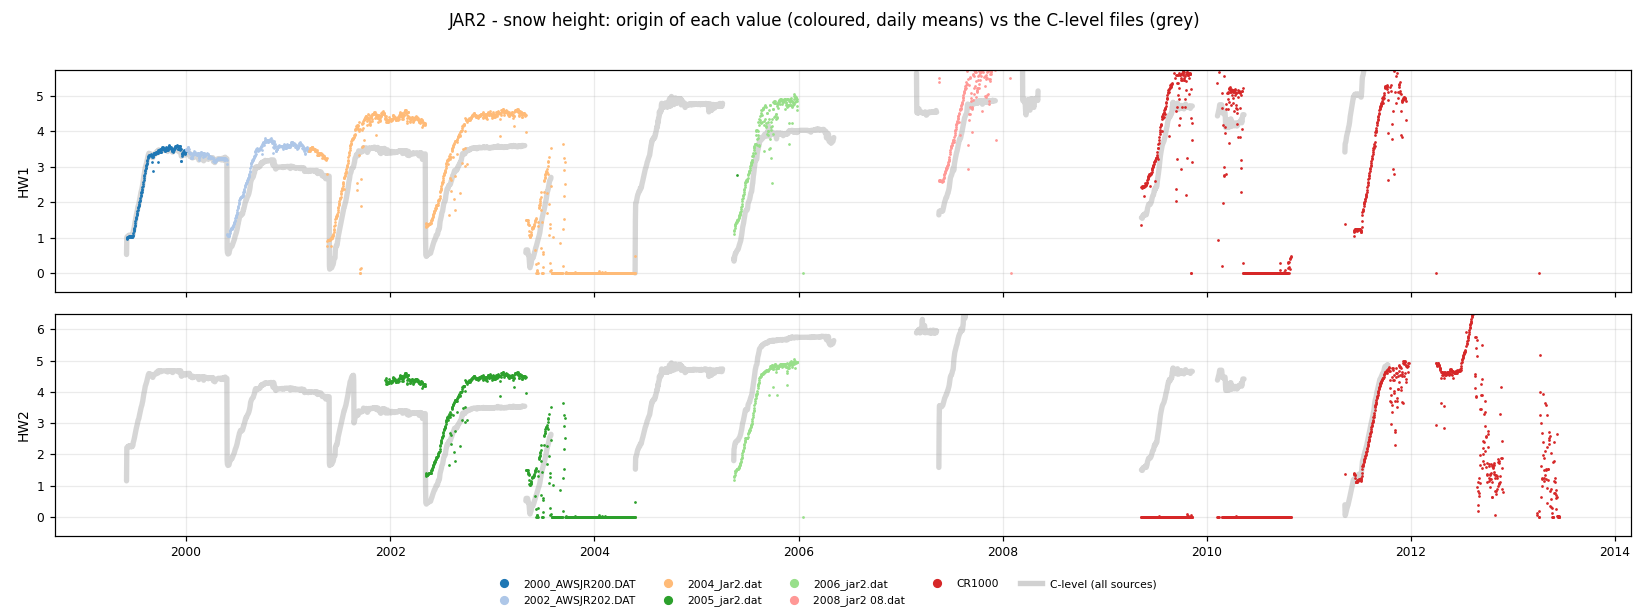 JAR2 - snow height: origin of each value (coloured, daily means) vs the C-level files (grey)
HW1
5
4
3
2
1
0
HW2
6
5
4
3
2
1
0
2000
2002
2004
2006
2008
2010
2012
2014
2000_AWSJR200.DAT
2004_Jar2.dat
2006_jar2.dat
CR1000
C-level (all sources)
2002_AWSJR202.DAT
2005_jar2.dat
2008_jar2 08.dat